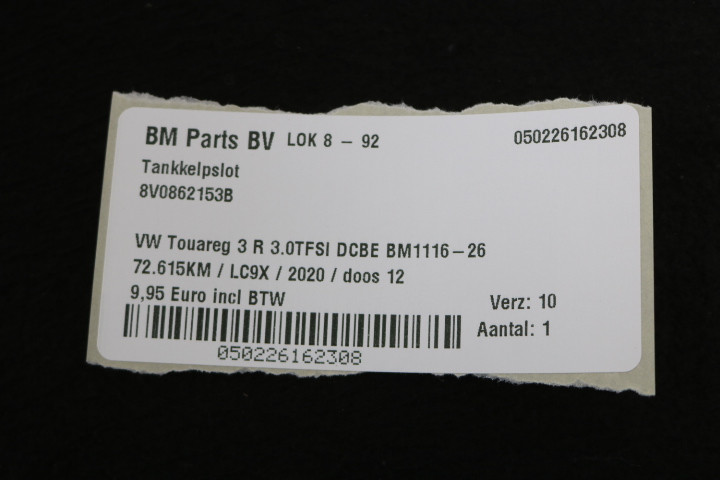 BM Parts BV LOK 8 - 92 050226162308
Tankkelpslot
8V0862153B
VW Touareg 3 R 3.0TFSI DCBE BM1116-26
72.615KM / LC9X / 2020 / doos 12
9,95 Euro incl BTW Verz: 10
Aantal: 1
050226162308